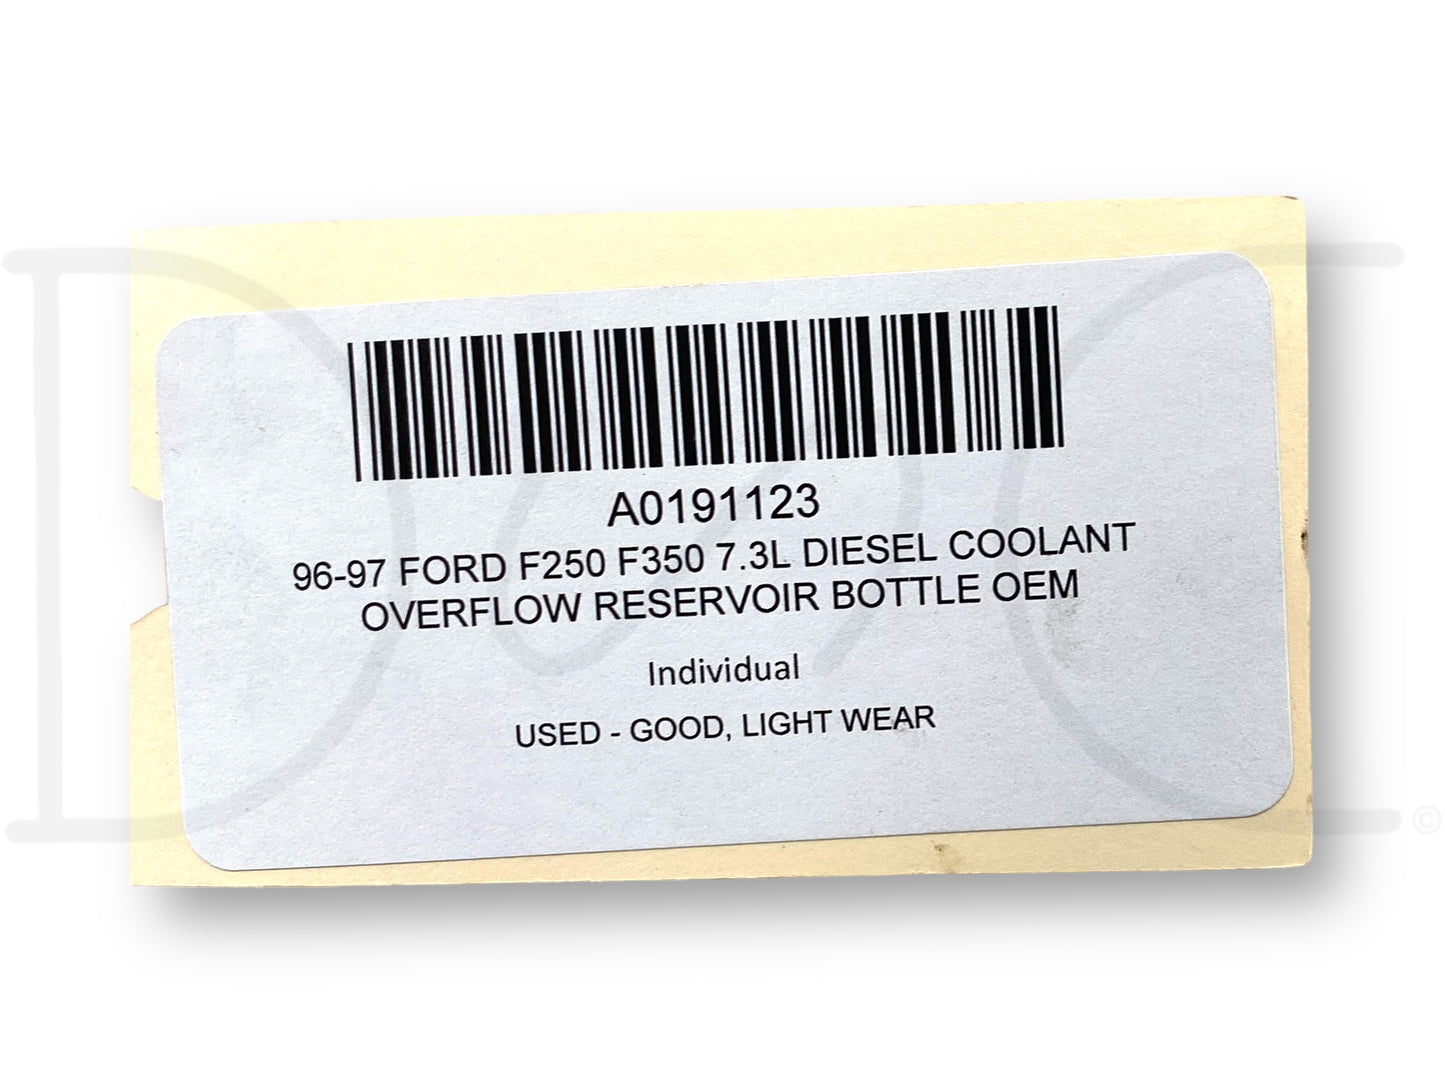 A0191123
96-97 FORD F250 F350 7.3L DIESEL COOLANT
OVERFLOW RESERVOIR BOTTLE OEM
Individual
USED - GOOD, LIGHT WEAR
©